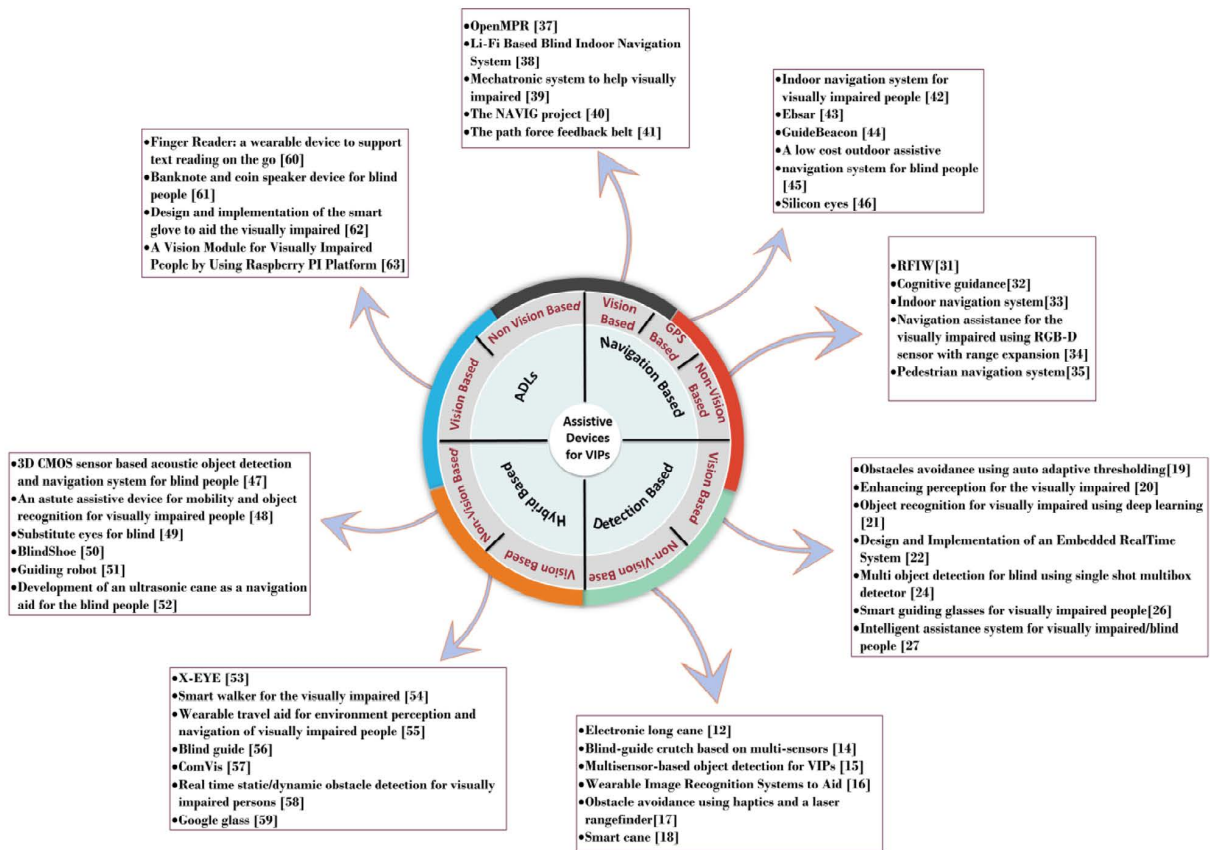 ●OpenMPR [37]
●Li-Fi Based Blind Indoor Navigation
System [38]
●Mechatronic system to help visually
impaired [39]
●The NAVIG project [40]
●The path force feedback belt [41]
●Indoor navigation system for
visually impaired people [42]
●Ebsar [43]
●GuideBeacon [44]
●A low cost outdoor assistive
●navigation system for blind people
[45]
●Silicon eyes [46]
●Finger Reader: a wearable device to support
text reading on the go [60]
●Banknote and coin speaker device for blind
people [61]
●Design and implementation of the smart
glove to aid the visually impaired [62]
●A Vision Module for Visually Impaired
People by Using Raspberry PI Platform [63]
●RFIW[31]
●Cognitive guidance[32]
●Indoor navigation system[33]
●Navigation assistance for the
visually impaired using RGB-D
sensor with range expansion [34]
●Pedestrian navigation system[35]
Non Vision Based
Vision Based
ADLs
Vision
Based
GPS
Based
Non-Vision
Based
Navigation Based
Assistive
Devices
for VIPs
Non-Vision Based
Vision Based
Hybrid Based
Detection Based
Vision Based
Non-Vision Base
●3D CMOS sensor based acoustic object detection
and navigation system for blind people [47]
●An astute assistive device for mobility and object
recognition for visually impaired people [48]
●Substitute eyes for blind [49]
●BlindShoe [50]
●Guiding robot [51]
●Development of an ultrasonic cane as a navigation
aid for the blind people [52]
●Obstacles avoidance using auto adaptive thresholding[19]
●Enhancing perception for the visually impaired [20]
●Object recognition for visually impaired using deep learning
[21]
●Design and Implementation of an Embedded RealTime
System [22]
●Multi object detection for blind using single shot multibox
detector [24]
●Smart guiding glasses for visually impaired people[26]
●Intelligent assistance system for visually impaired/blind
people [27
●X-EYE [53]
●Smart walker for the visually impaired [54]
●Wearable travel aid for environment perception and
navigation of visually impaired people [55]
●Blind guide [56]
●ComVis [57]
●Real time static/dynamic obstacle detection for visually
impaired persons [58]
●Google glass [59]
●Electronic long cane [12]
●Blind-guide crutch based on multi-sensors [14]
●Multisensor-based object detection for VIPs [15]
●Wearable Image Recognition Systems to Aid [16]
●Obstacle avoidance using haptics and a laser
rangefinder[17]
●Smart cane [18]